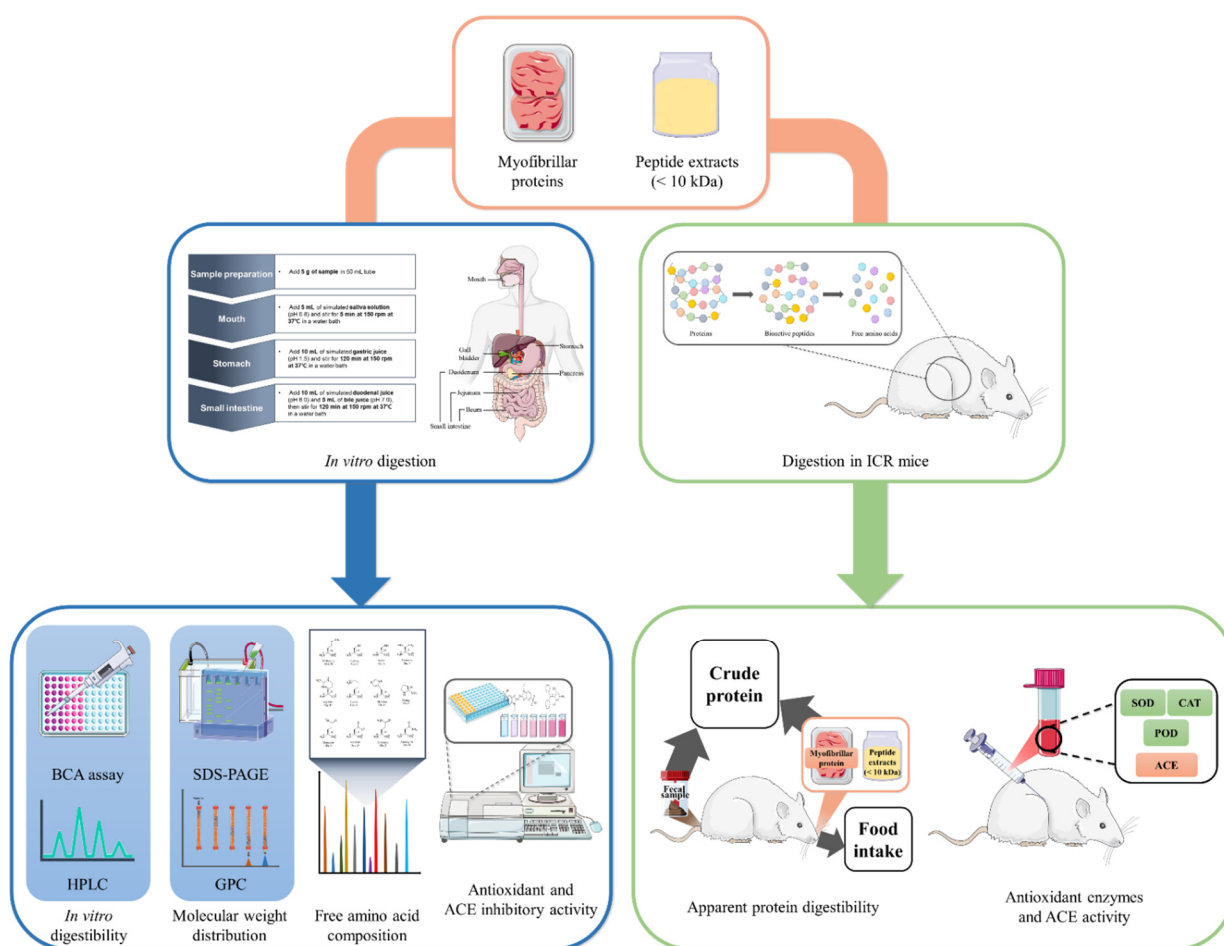 Myofibrillar
proteins
Peptide extracts
(< 10 kDa)
Sample preparation
• Add 5 g of sample in 50 mL tube
Mouth
• Add 5 mL of simulated saliva solution
(pH 6.8) and stir for 5 min at 150 rpm at
37℃ in a water bath
Stomach
• Add 10 mL of simulated gastric juice
(pH 1.5) and stir for 120 min at 150 rpm
at 37℃ in a water bath
Small intestine
• Add 10 mL of simulated duodenal juice
(pH 8.0) and 5 mL of bile juice (pH 7.0),
then stir for 120 min at 150 rpm at 37℃
in a water bath
Mouth
Stomach
Gall
bladder
Duodenum
Pancreas
Jejunum
Ileum
Small intestine
In vitro digestion
Proteins
Bioactive peptides
Free amino acids
Digestion in ICR mice
BCA assay
SDS-PAGE
HPLC
GPC
In vitro
digestibility
Molecular weight
distribution
Free amino acid
composition
Antioxidant and
ACE inhibitory activity
Crude
protein
Fecal
sample
Myofibrillar
protein
Peptide
extracts
(< 10 kDa)
Food
intake
Apparent protein digestibility
SOD
CAT
POD
ACE
Antioxidant enzymes
and ACE activity